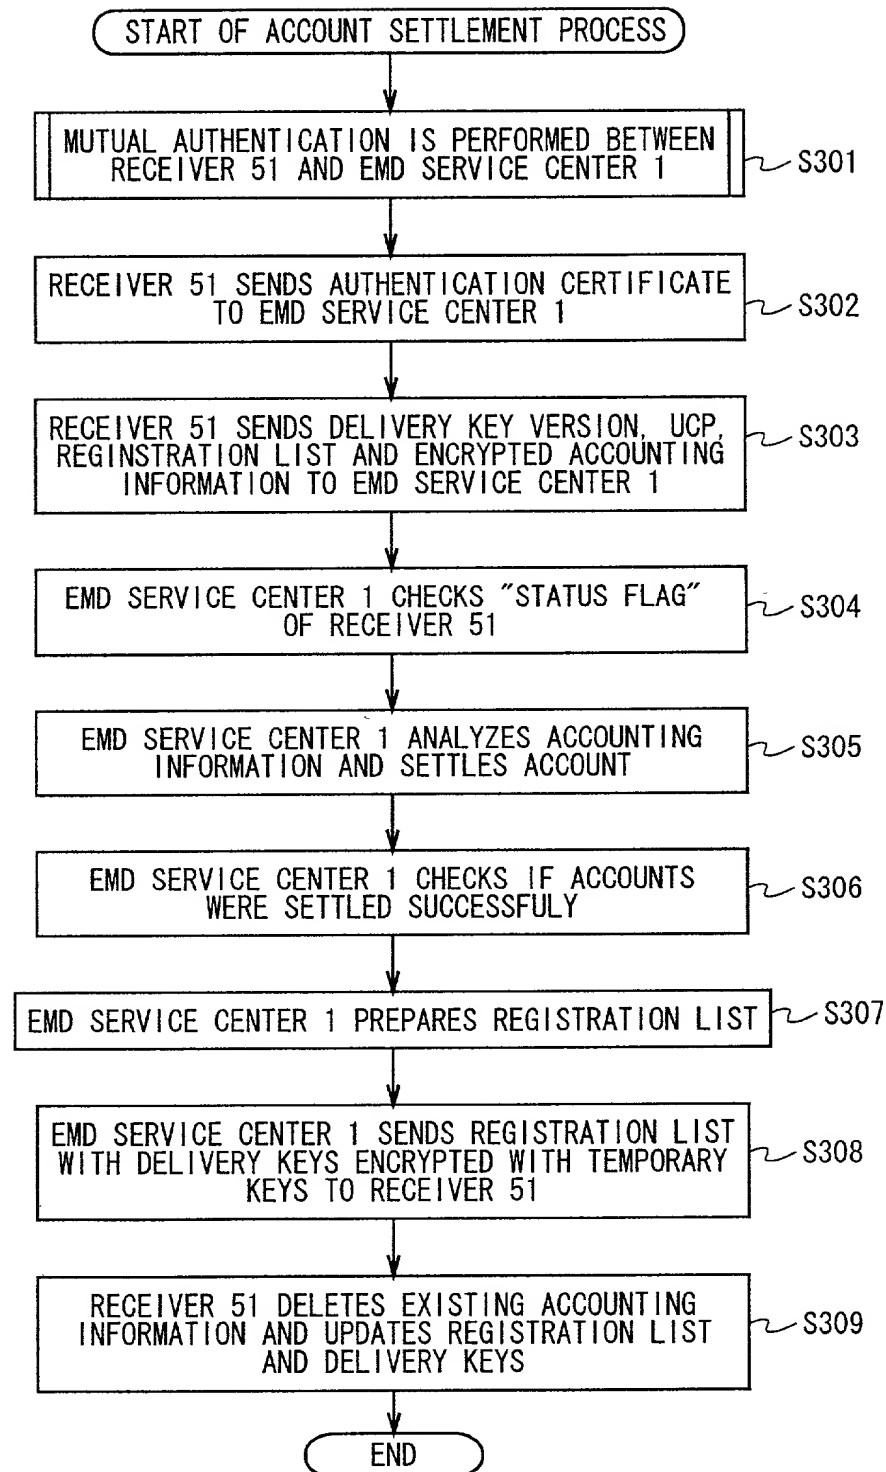 START OF ACCOUNT SETTLEMENT PROCESS
MUTUAL AUTHENTICATION IS PERFORMED BETWEEN
RECEIVER 51 AND EMD SERVICE CENTER 1
S301
RECEIVER 51 SENDS AUTHENTICATION CERTIFICATE
TO EMD SERVICE CENTER 1
S302
RECEIVER 51 SENDS DELIVERY KEY VERSION, UCP,
REGINSTRATION LIST AND ENCRYPTED ACCOUNTING
INFORMATION TO EMD SERVICE CENTER 1
S303
EMD SERVICE CENTER 1 CHECKS "STATUS FLAG"
OF RECEIVER 51
S304
EMD SERVICE CENTER 1 ANALYZES ACCOUNTING
INFORMATION AND SETTLES ACCOUNT
S305
EMD SERVICE CENTER 1 CHECKS IF ACCOUNTS
WERE SETTLED SUCCESSFULY
S306
EMD SERVICE CENTER 1 PREPARES REGISTRATION LIST
S307
EMD SERVICE CENTER 1 SENDS REGISTRATION LIST
WITH DELIVERY KEYS ENCRYPTED WITH TEMPORARY
KEYS TO RECEIVER 51
S308
RECEIVER 51 DELETES EXISTING ACCOUNTING
INFORMATION AND UPDATES REGISTRATION LIST
AND DELIVERY KEYS
S309
END